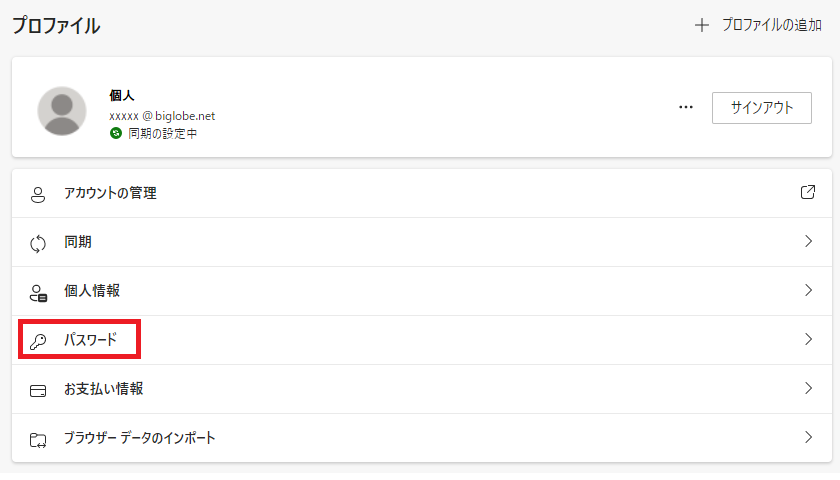 プロファイル
プロファイルの追加
個人
xxxxx @ biglobe.net
同期の設定中
サインアウト
アカウントの管理
同期
個人情報
パスワード
お支払い情報
ブラウザー データのインポート